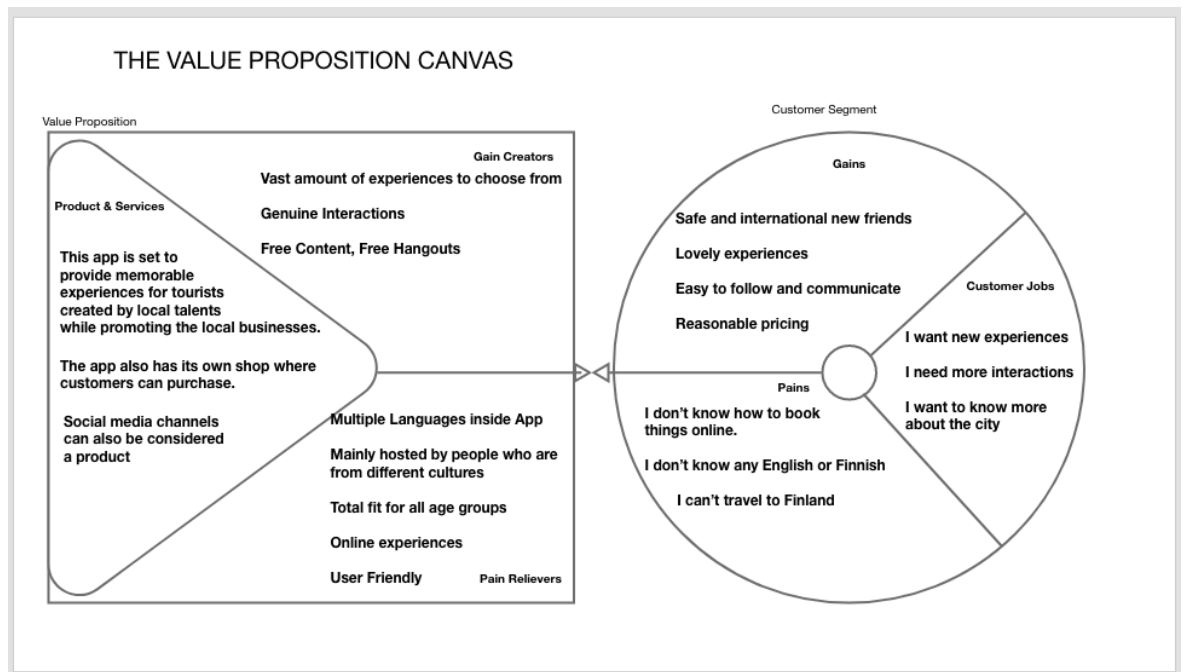 THE VALUE PROPOSITION CANVAS
Value Proposition
Gain Creators
Vast amount of experiences to choose from
Genuine Interactions
Free Content, Free Hangouts
Product & Services
This app is set to
provide memorable
experiences for tourists
created by local talents
while promoting the local businesses.
The app also has its own shop where
customers can purchase.
Social media channels
can also be considered
a product
Multiple Languages inside App
Mainly hosted by people who are
from different cultures
Total fit for all age groups
Online experiences
User Friendly
Pain Relievers
Customer Segment
Gains
Safe and international new friends
Lovely experiences
Easy to follow and communicate
Reasonable pricing
Customer Jobs
I want new experiences
I need more interactions
I want to know more
about the city
Pains
I don’t know how to book
things online.
I don’t know any English or Finnish
I can’t travel to Finland